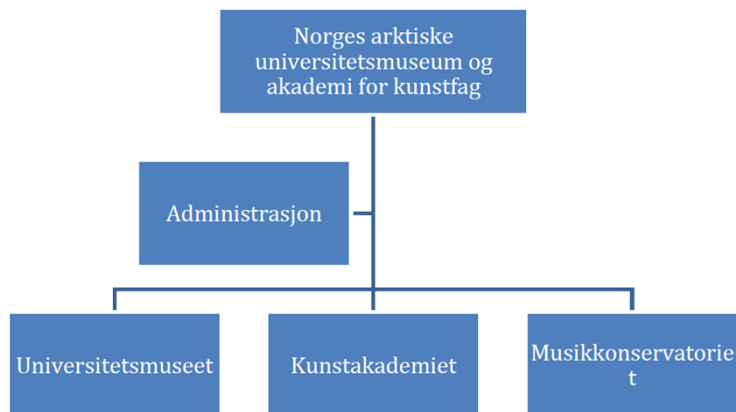 Norges arktiske
universitetsmuseum og
akademi for kunstfag
Administrasjon
Universitetsmuseet
Kunstakademiet
Musikkonservatorie
t